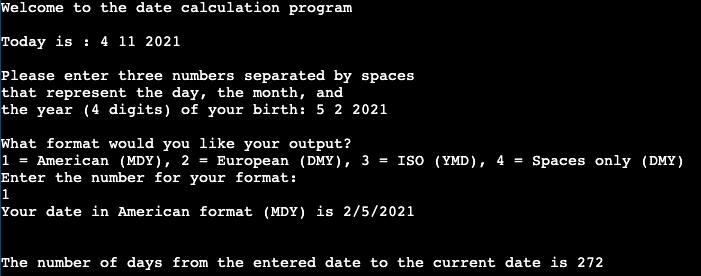 Welcome to the date calculation program
Today is : 4 11 2021
Please enter three numbers separated by spaces
that represent the day, the month, and
the year (4 digits) of your birth: 5 2 2021
What format would you like your output?
1 = American (MDY), 2 = European (DMY), 3 = ISO (YMD), 4 = Spaces only (DMY)
Enter the number for your format:
1
Your date in American format (MDY) is 2/5/2021
The number of days from the entered date to the current date is 272